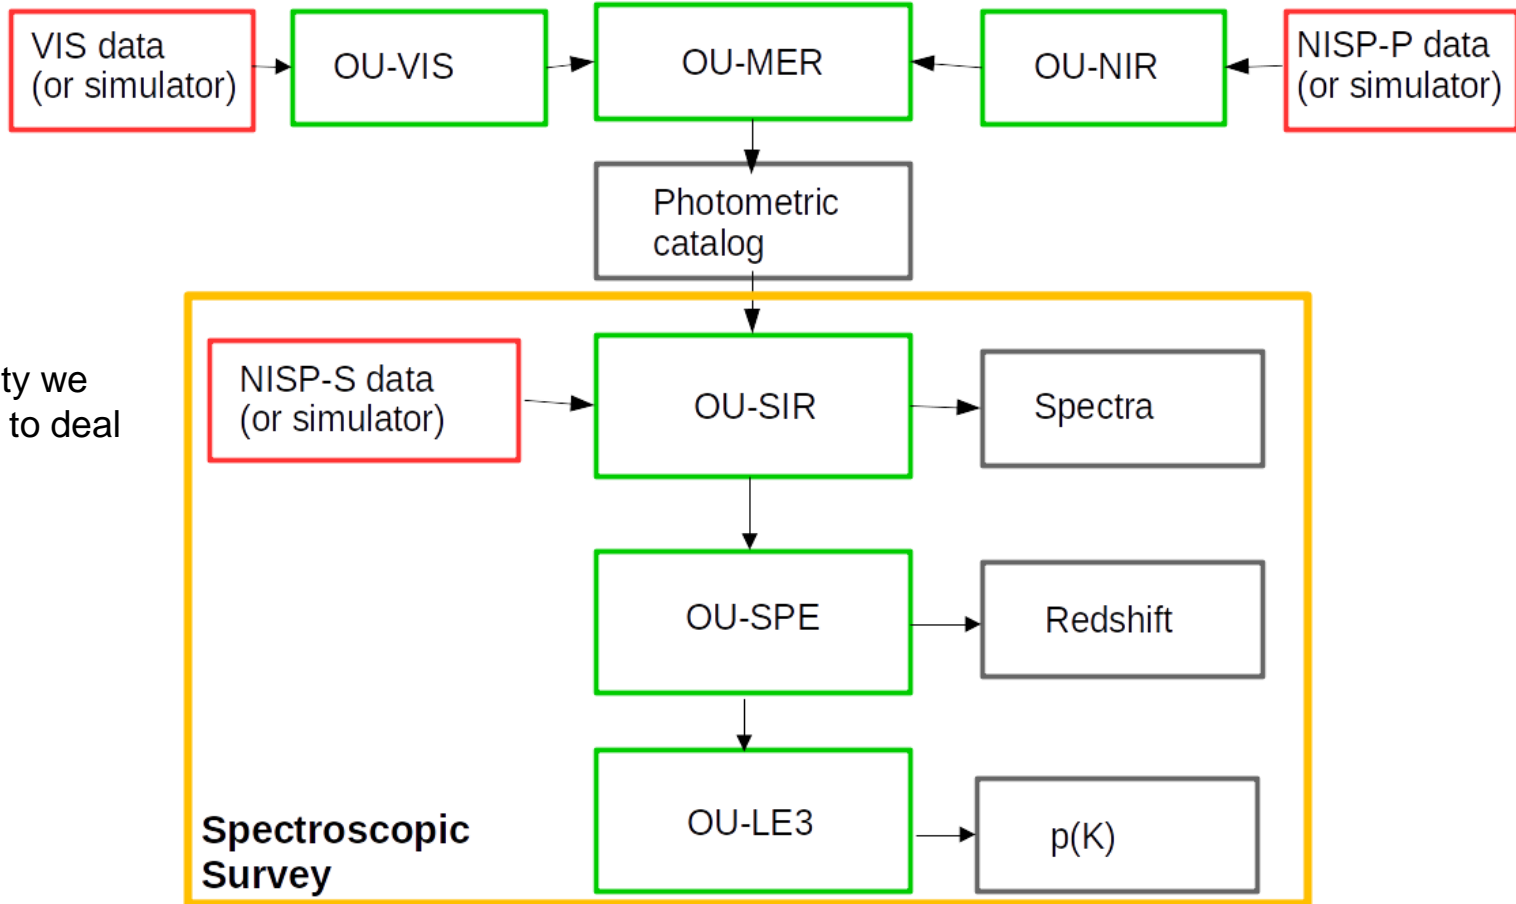 VIS data
(or simulator)
OU-VIS
OU-MER
OU-NIR
NISP-P data
(or simulator)
Photometric
catalog
ty we
to deal
NISP-S data
(or simulator)
OU-SIR
Spectra
OU-SPE
Redshift
OU-LE3
p(K)
Spectroscopic
Survey